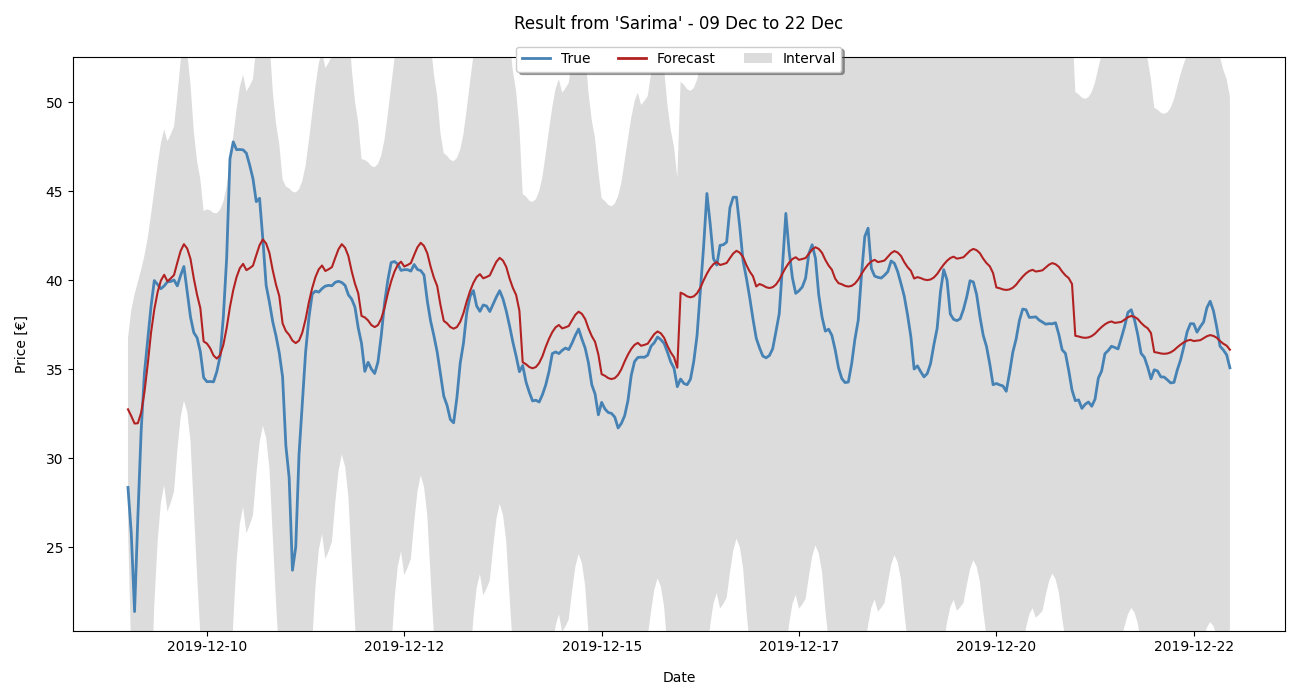 Result from 'Sarima' - 09 Dec to 22 Dec
True Forecast Interval
50
45
40
35
30
25
Price [€]
2019-12-10 2019-12-12 2019-12-15 2019-12-17 2019-12-20 2019-12-22
Date